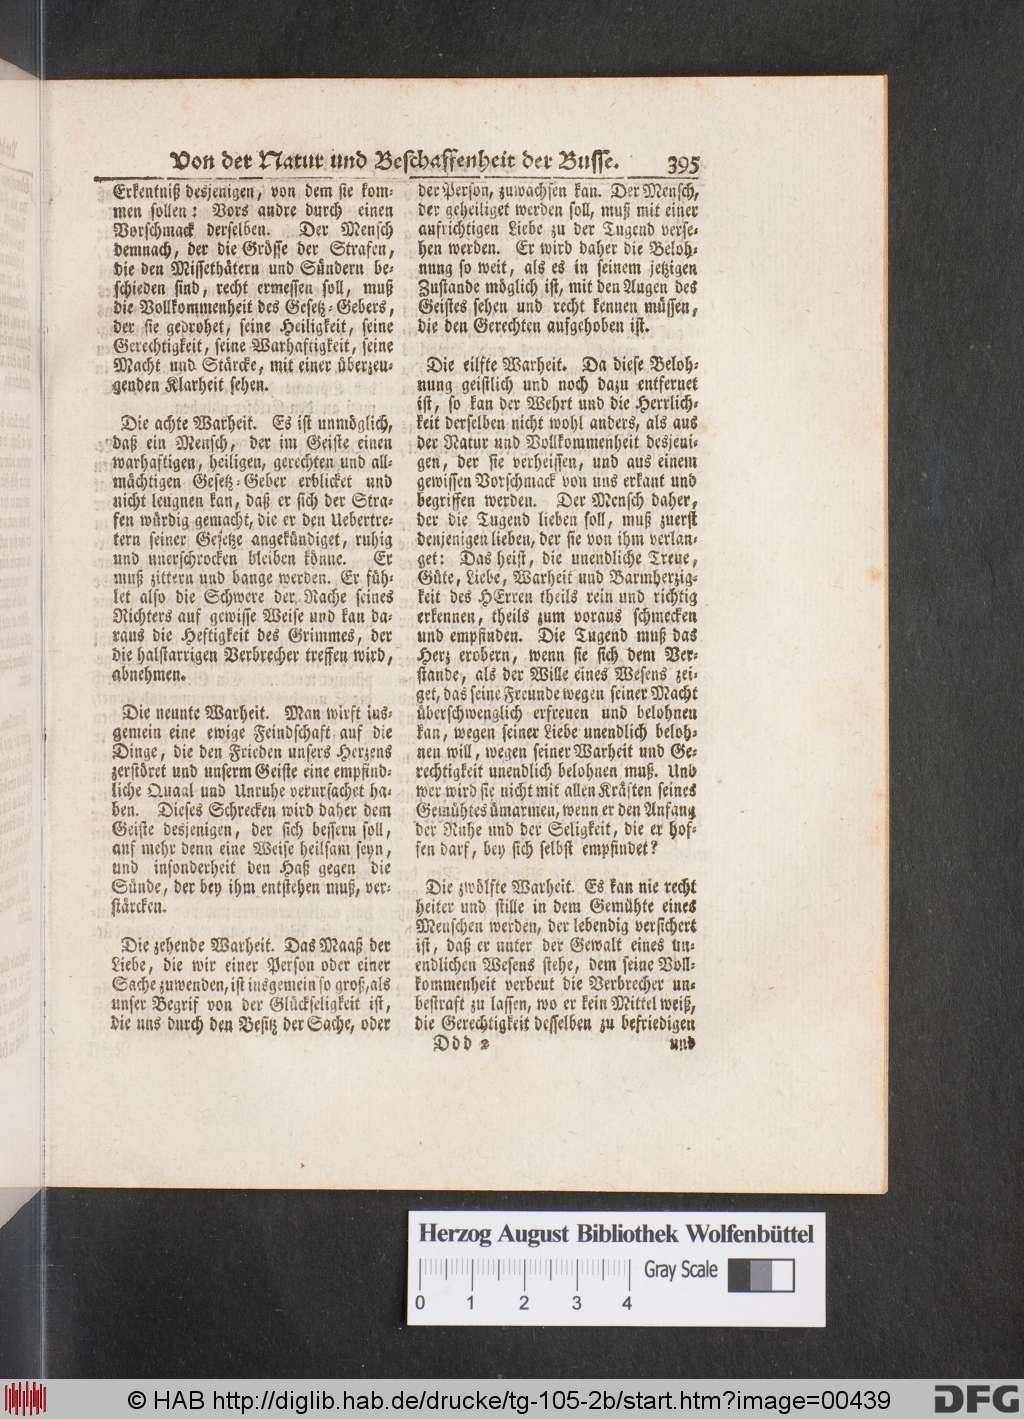 Von der Natur und Beschaffenheit der Busse. 395
Erkentniß desjenigen, von dem sie kom-
men sollen: Vors andre durch einen
Vorschmack derselben. Der Mensch
demnach, der die Grösse der Strafen,
die den Missethätern und Sündern be-
schieden sind, recht ermessen soll, muß
die Vollkommenheit des Gesetz-Gebers,
der sie gedrohet, seine Heiligkeit, seine
Gerechtigkeit, seine Warhaftigkeit, seine
Macht und Stärcke, mit einer überzeu-
genden Klarheit sehen.
Die achte Warheit. Es ist unmöglich,
daß ein Mensch, der im Geiste einen
warhaftigen, heiligen, gerechten und all-
mächtigen Gesetz-Geber erblicket und
nicht leugnen kan, daß er sich der Stra-
fen würdig gemacht, die er den Uebertre-
tern seiner Gesetze angekündiget, ruhig
und unerschrocken bleiben könne. Er
muß zittern und bange werden. Er füh-
let also die Schwere der Rache seines
Richters auf gewisse Weise und kan da-
raus die Heftigkeit des Grimmes, der
die halstarrigen Verbrecher treffen wird,
abnehmen.
Die neunte Warheit. Man wirft ins-
gemein eine ewige Feindschaft auf die
Dinge, die den Frieden unsers Herzens
zerstöret und unserm Geiste eine empfind-
liche Quaal und Unruhe verursachet ha-
ben. Dieses Schrecken wird daher dem
Geiste desjenigen, der sich bessern soll,
auf mehr denn eine Weise heilsam seyn,
und insonderheit den Haß gegen die
Sünde, der bey ihm entstehen muß, ver-
stärcken.
Die zehende Warheit. Das Maaß der
Liebe, die wir einer Person oder einer
Sache zuwenden, ist insgemein so groß, als
unser Begrif von der Glückseligkeit ist,
die uns durch den Besitz der Sache, oder
der Person, zuwachsen kan. Der Mensch,
der geheiliget werden soll, muß mit einer
aufrichtigen Liebe zu der Tugend verse-
hen werden. Er wird daher die Beloh-
nung so weit, als es in seinem jetzigen
Zustande möglich ist, mit den Augen des
Geistes sehen und recht kennen müssen,
die den Gerechten aufgehoben ist.
Die eilfte Warheit. Da diese Beloh-
nung geistlich und noch dazu entfernet
ist, so kan der Wehrt und die Herrlich-
keit derselben nicht wohl anders, als aus
der Natur und Vollkommenheit desjeni-
gen, der sie verheissen, und aus einem
gewissen Vorschmack von uns erkant und
begriffen werden. Der Mensch daher,
der die Tugend lieben soll, muß zuerst
denjenigen lieben, der sie von ihm verlan-
get: Das heist, die unendliche Treue,
Güte, Liebe, Warheit und Barmherzig-
keit des HErren theils rein und richtig
erkennen, theils zum voraus schmecken
und empfinden. Die Tugend muß das
Herz erobern, wenn sie sich dem Ver-
stande, als der Wille eines Wesens zei-
get, das seine Freunde wegen seiner Macht
überschwenglich erfreuen und belohnen
kan, wegen seiner Liebe unendlich beloh-
nen will, wegen seiner Warheit und Ge-
rechtigkeit unendlich belohnen muß. Und
wer wird sie nicht mit allen Kräften seines
Gemühtes ümarmen, wenn er den Anfang
der Ruhe und der Seligkeit, die er hof-
fen darf, bey sich selbst empfindet?
Die zwölfte Warheit. Es kan nie recht
heiter und stille in dem Gemühte eines
Menschen werden, der lebendig versichert
ist, daß er unter der Gewalt eines un-
endlichen Wesens stehe, dem seine Voll-
kommenheit verbeut die Verbrecher un-
bestraft zu lassen, wo er kein Mittel weiß,
die Gerechtigkeit desselben zu befriedigen
Ddd 2 und
Herzog August Bibliothek Wolfenbüttel
Gray Scale
0 1 2 3 4
© HAB http://diglib.hab.de/drucke/tg-105-2b/start.htm?image=00439
DFG